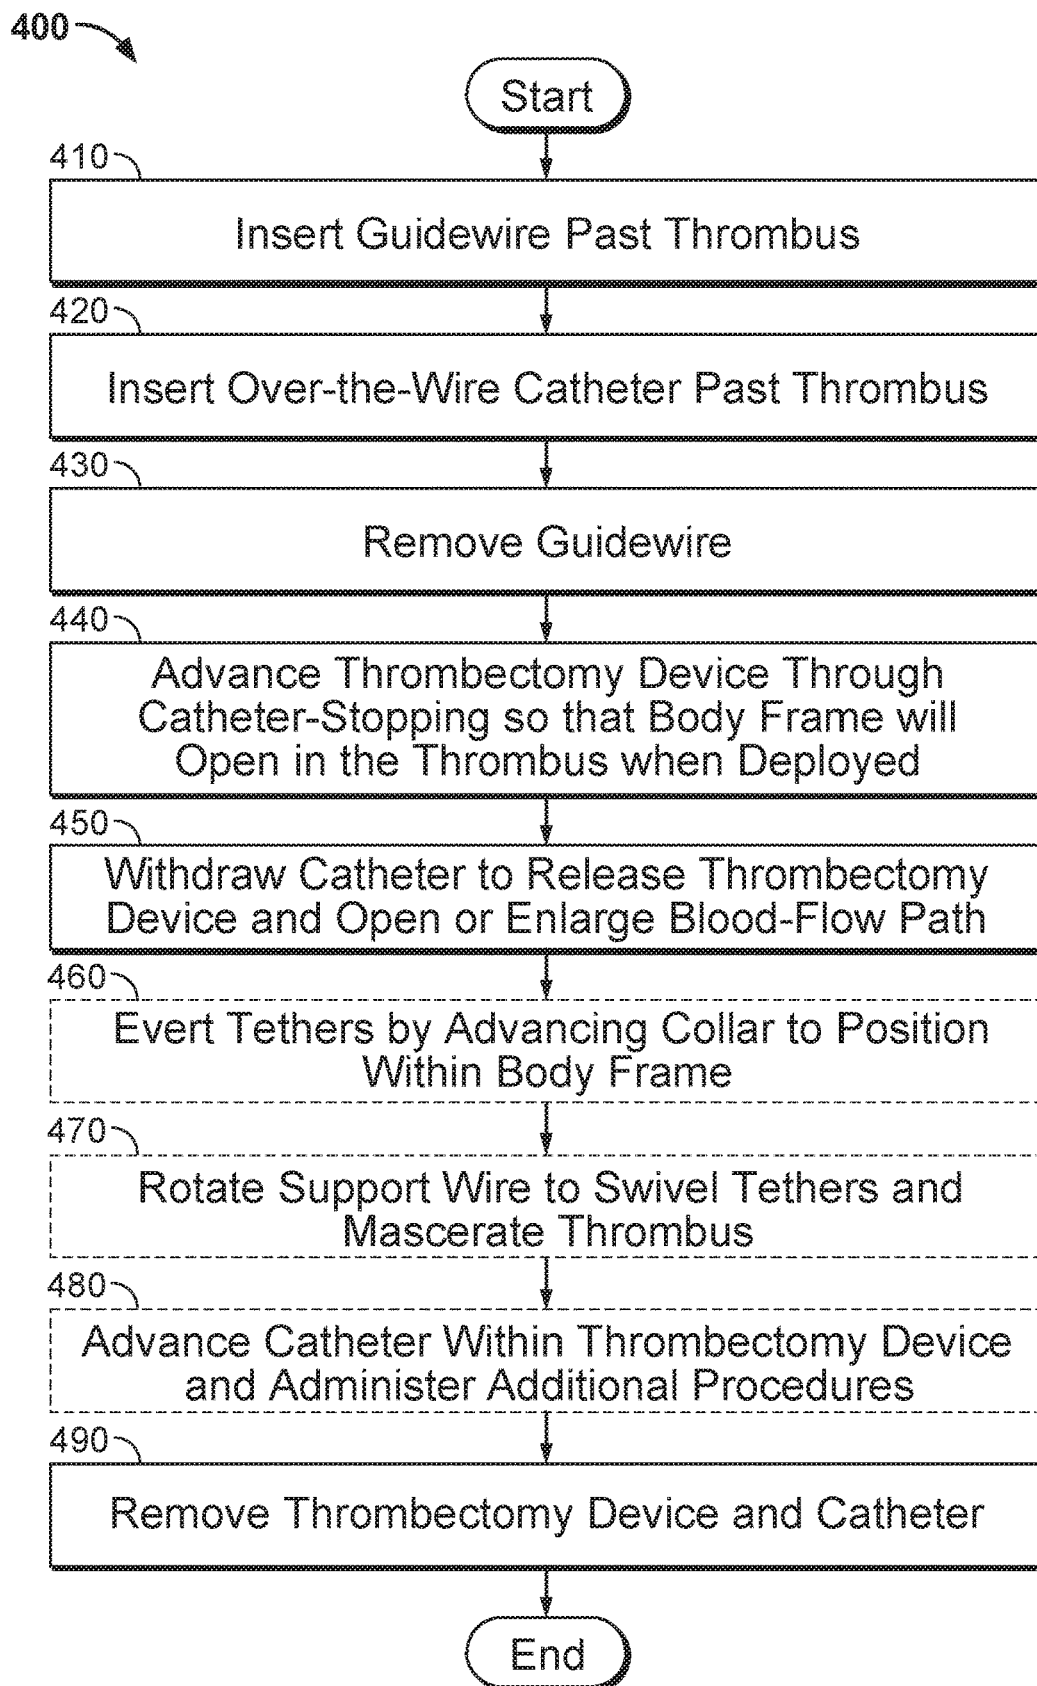 400
Start
410
Insert Guidewire Past Thrombus
420
Insert Over-the-Wire Catheter Past Thrombus
430
Remove Guidewire
440
Advance Thrombectomy Device Through
Catheter-Stopping so that Body Frame will
Open in the Thrombus when Deployed
450
Withdraw Catheter to Release Thrombectomy
Device and Open or Enlarge Blood-Flow Path
460
Evert Tethers by Advancing Collar to Position
Within Body Frame
470
Rotate Support Wire to Swivel Tethers and
Mascerate Thrombus
480
Advance Catheter Within Thrombectomy Device
and Administer Additional Procedures
490
Remove Thrombectomy Device and Catheter
End